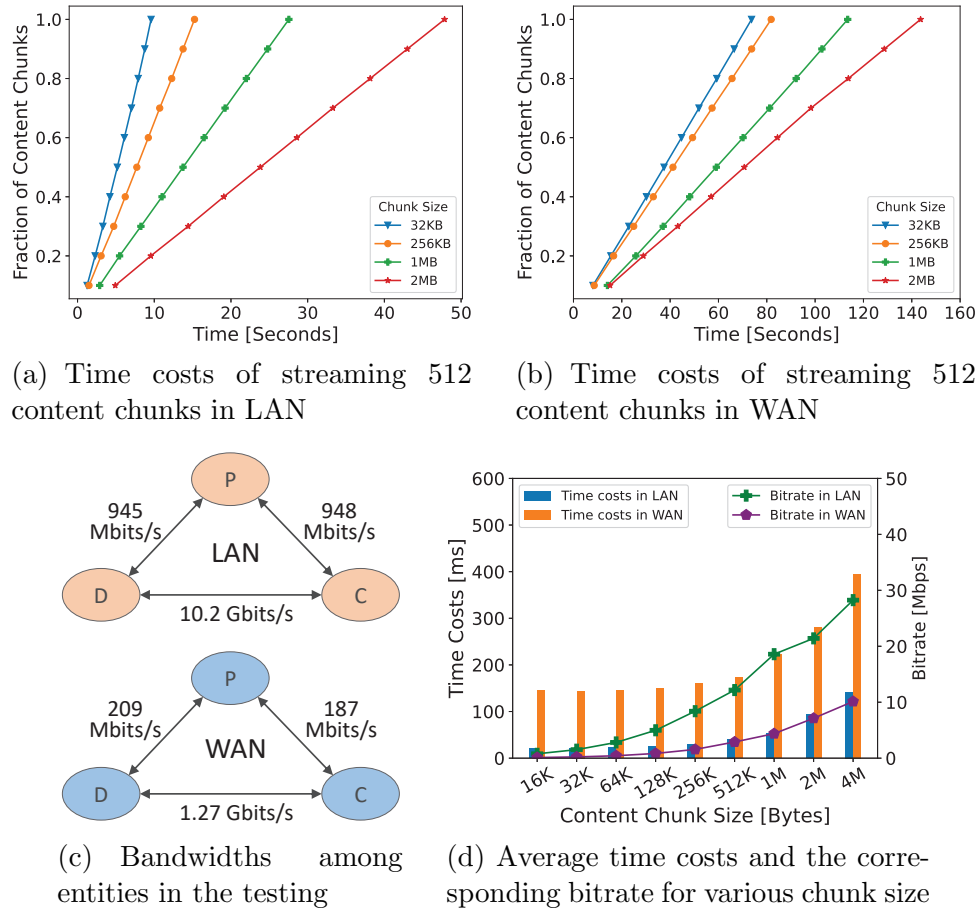 1.0
0.8
0.6
0.4
0.2
Fraction of Content Chunks
Chunk Size
32KB
256KB
1MB
2MB
0 10 20 30 40 50
Time [Seconds]
(a) Time costs of streaming 512
content chunks in LAN
1.0
0.8
0.6
0.4
0.2
Fraction of Content Chunks
Chunk Size
32KB
256KB
1MB
2MB
0 20 40 60 80 100 120 140 160
Time [Seconds]
(b) Time costs of streaming 512
content chunks in WAN
P
945
Mbits/s
948
Mbits/s
LAN
D
C
10.2 Gbits/s
P
209
Mbits/s
187
Mbits/s
WAN
D
C
1.27 Gbits/s
(c) Bandwidths among
entities in the testing
600
500
400
300
200
100
0
Time Costs [ms]
Time costs in LAN
Time costs in WAN
Bitrate in LAN
Bitrate in WAN
50
40
30
20
10
0
Bitrate [Mbps]
16K 32K 64K 128K 256K 512K 1M 2M 4M
Content Chunk Size [Bytes]
(d) Average time costs and the corre-
sponding bitrate for various chunk size